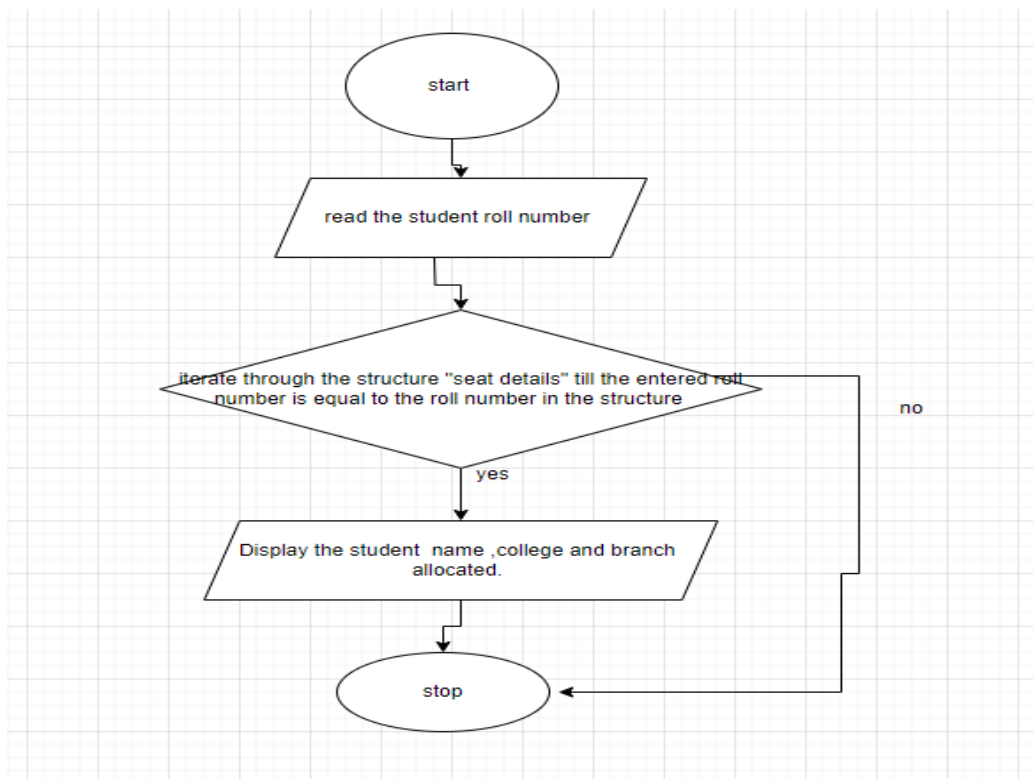 start
read the student roll number
iterate through the structure "seat details" till the entered roll
number is equal to the roll number in the structure
no
yes
Display the student name ,college and branch
allocated.
stop